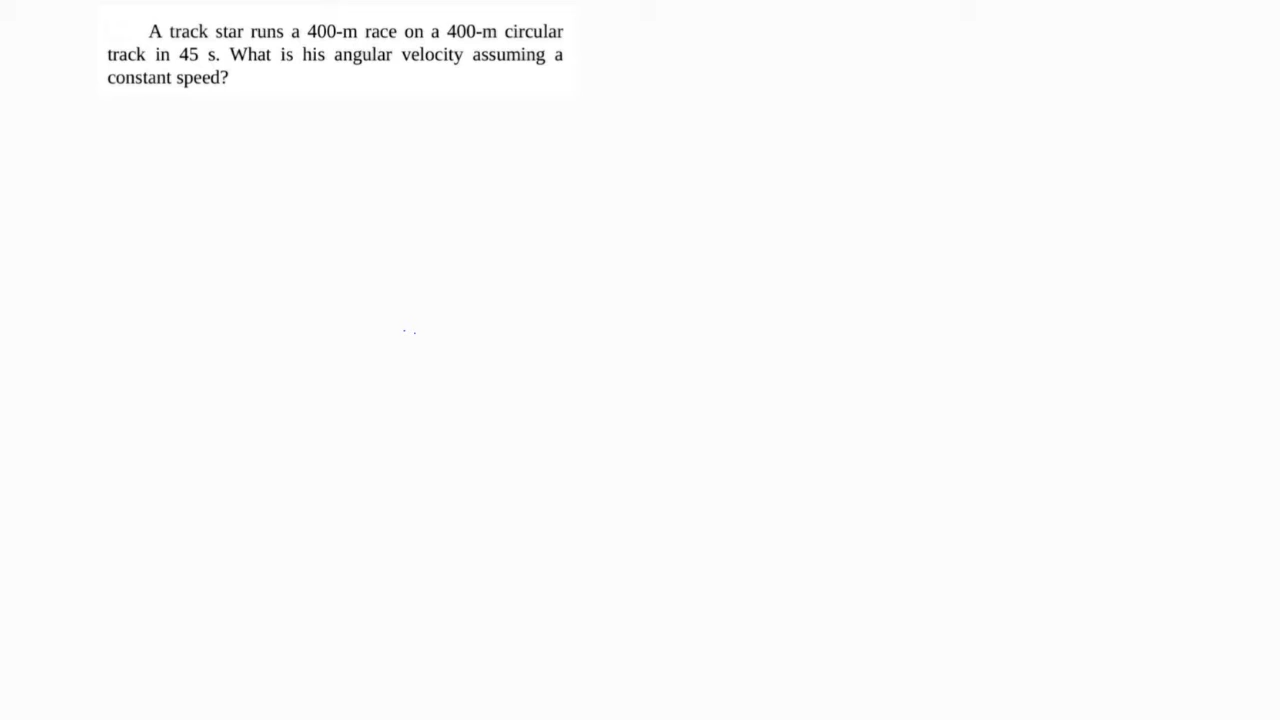 A track star runs a 400-m race on a 400-m circular
track in 45 s. What is his angular velocity assuming a
constant speed?